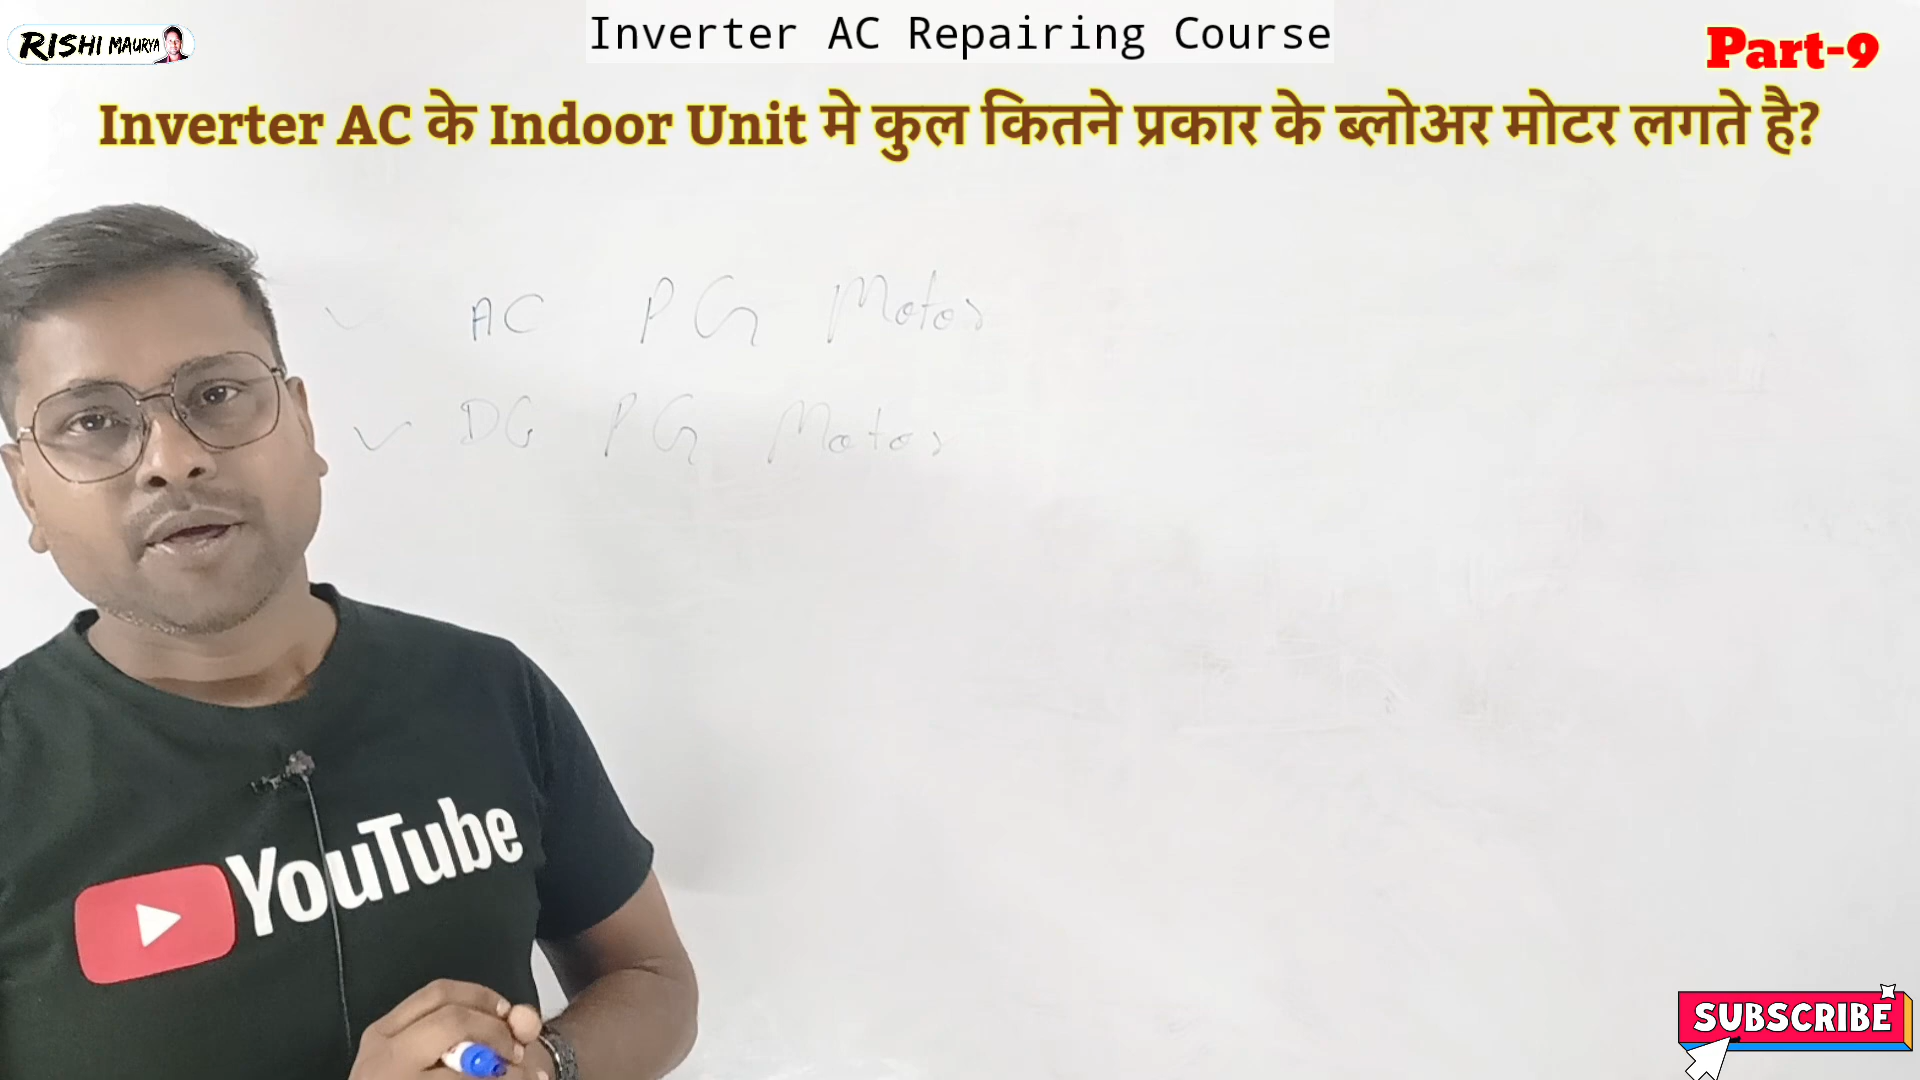 RISHI MAURYA
Inverter AC Repairing Course
Part-9
Inverter AC के Indoor Unit मे कुल कितने प्रकार के ब्लोअर मोटर लगते है?
AC PG Motor
DC PG Motor
YouTube
SUBSCRIBE